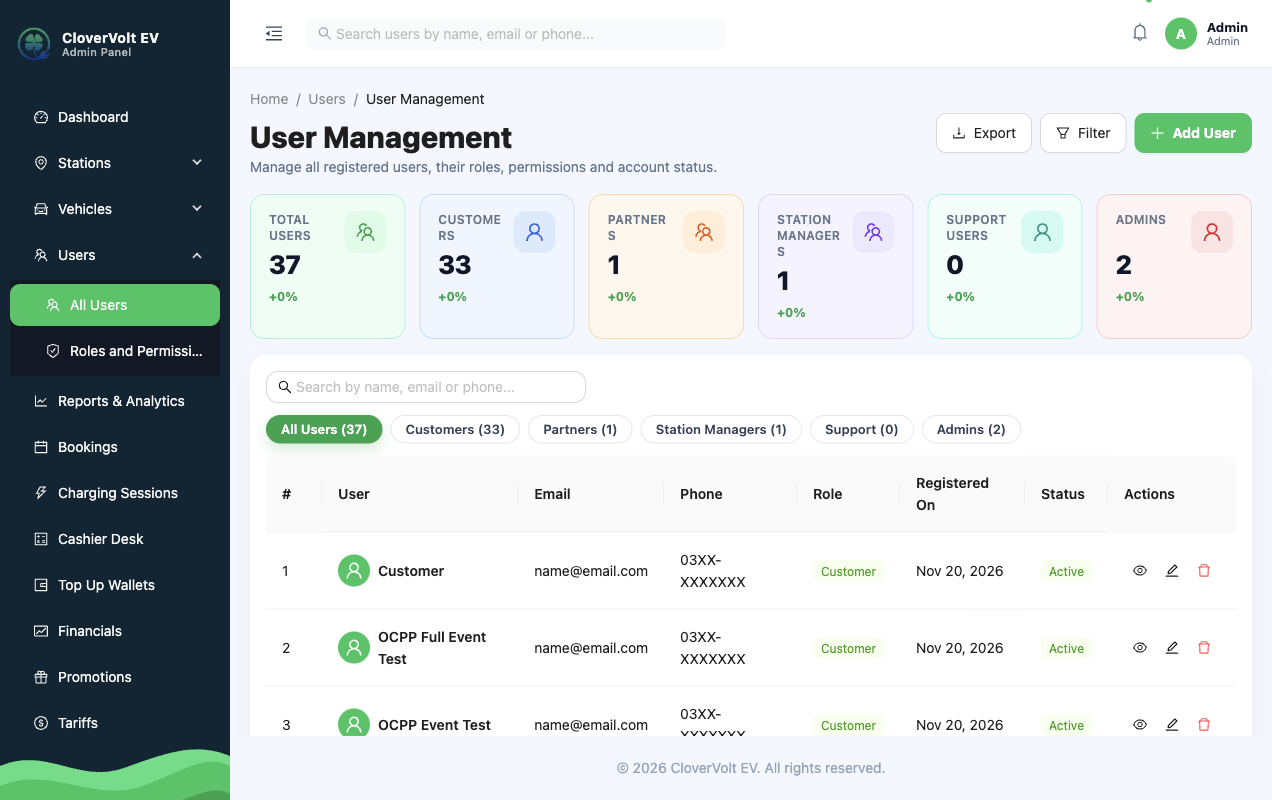 CloverVolt EV
Admin Panel
Dashboard
Stations
Vehicles
Users
All Users
Roles and Permissi...
Reports & Analytics
Bookings
Charging Sessions
Cashier Desk
Top Up Wallets
Financials
Promotions
Tariffs
Search users by name, email or phone...
A
Admin
Admin
Home / Users / User Management
User Management
Manage all registered users, their roles, permissions and account status.
Export
Filter
Add User
TOTAL
USERS
37
+0%
CUSTOME
RS
33
+0%
PARTNER
S
1
+0%
STATION
MANAGER
S
1
+0%
SUPPORT
USERS
0
+0%
ADMINS
2
+0%
Search by name, email or phone...
All Users (37) Customers (33) Partners (1) Station Managers (1) Support (0) Admins (2)
# User Email Phone Role Registered On Status Actions
1 Customer name@email.com 03XX-XXXXXXX Customer Nov 20, 2026 Active
2 OCPP Full Event Test name@email.com 03XX-XXXXXXX Customer Nov 20, 2026 Active
3 OCPP Event Test name@email.com 03XX-XXXXXXX Customer Nov 20, 2026 Active
© 2026 CloverVolt EV. All rights reserved.